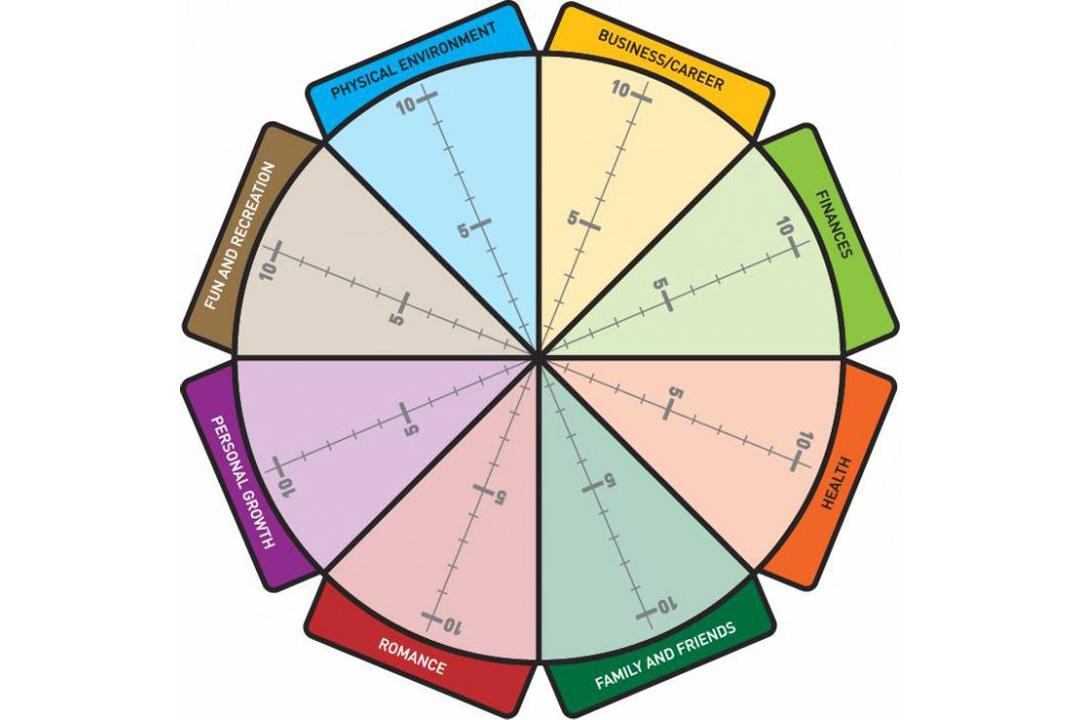 PHYSICAL ENVIRONMENT
BUSINESS/CAREER
10
10
5
5
FUN AND RECREATION
FINANCES
10
10
5
5
PERSONAL GROWTH
HEALTH
5
5
10
10
5
5
10
10
ROMANCE
FAMILY AND FRIENDS